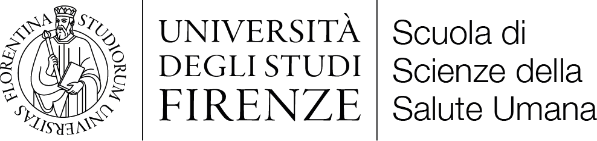 FLORENTINA STUDIORUM UNIVERSITAS
UNIVERSITÀ
DEGLI STUDI
FIRENZE
Scuola di
Scienze della
Salute Umana